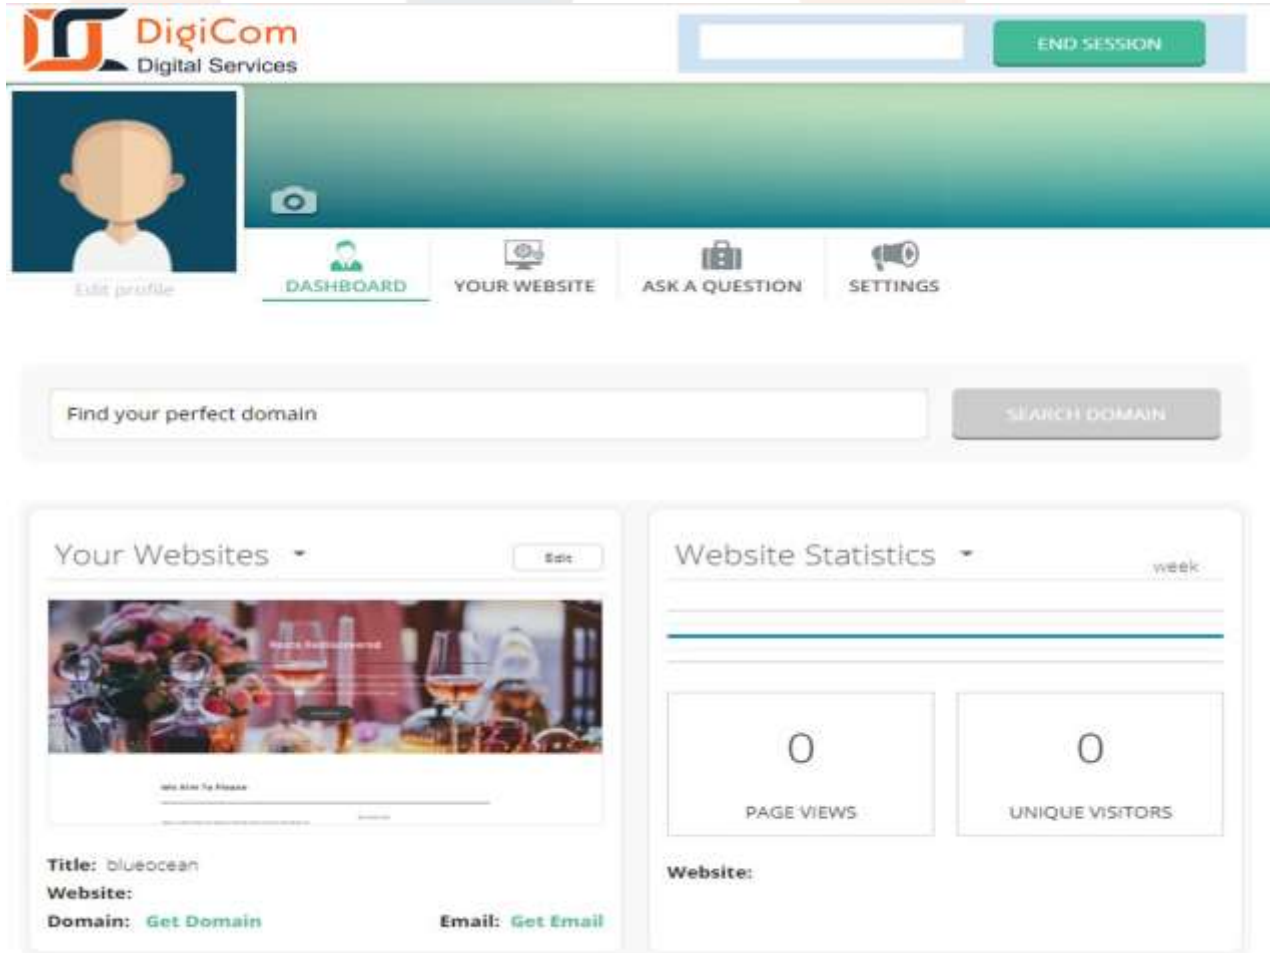 DigiCom
Digital Services
END SESSION
Edit profile
DASHBOARD
YOUR WEBSITE
ASK A QUESTION
SETTINGS
Find your perfect domain
SEARCH DOMAIN
Your Websites
Edit
Website Statistics
week
We Aim To Please
0
PAGE VIEWS
0
UNIQUE VISITORS
Title: blueocean
Website:
Domain: Get Domain
Email: Get Email
Website: